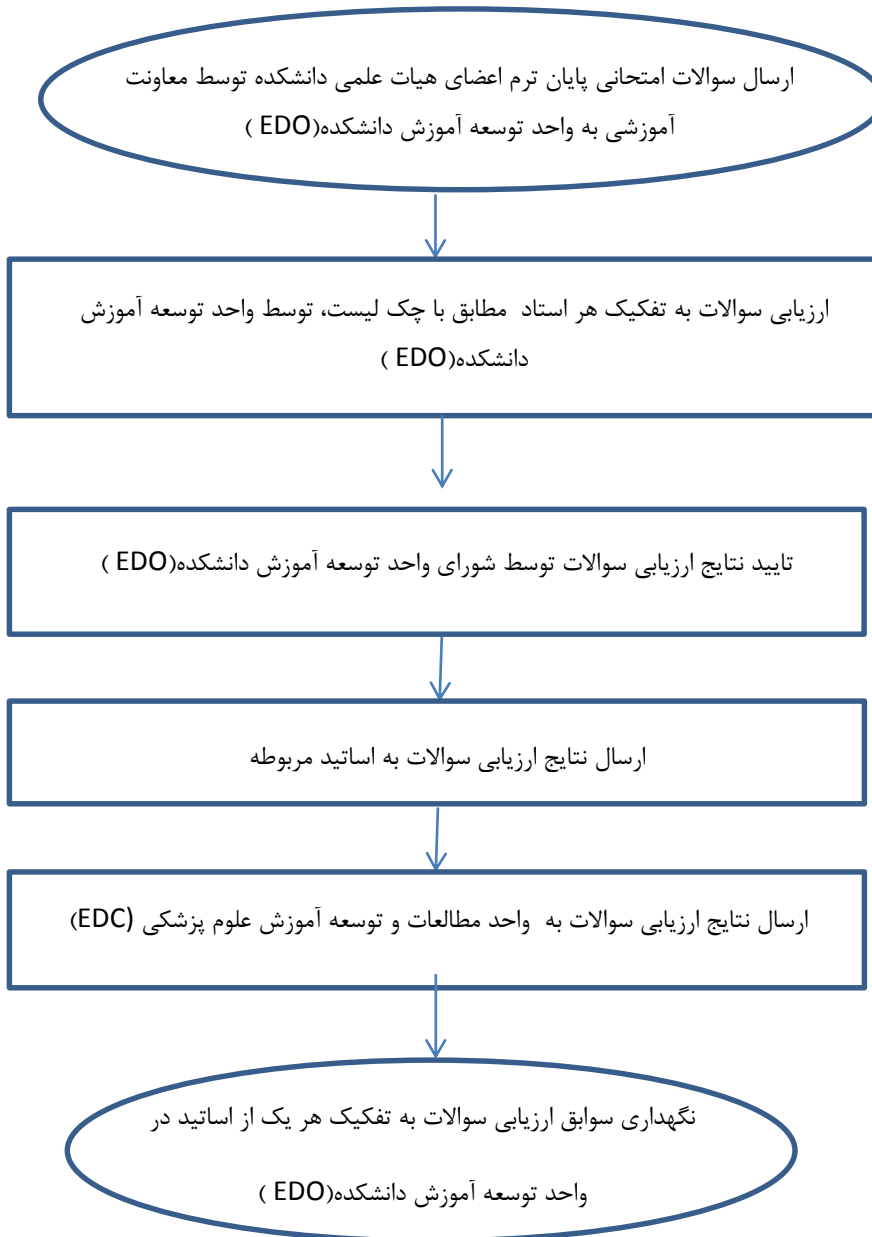 ارسال سوالات امتحانی پایان ترم اعضای هیات علمی دانشکده توسط معاونت
آموزشی به واحد توسعه آموزش دانشکده(EDO )
ارزیابی سوالات به تفکیک هر استاد مطابق با چک لیست، توسط واحد توسعه آموزش
دانشکده(EDO )
تایید نتایج ارزیابی سوالات توسط شورای واحد توسعه آموزش دانشکده(EDO )
ارسال نتایج ارزیابی سوالات به اساتید مربوطه
ارسال نتایج ارزیابی سوالات به واحد مطالعات و توسعه آموزش علوم پزشکی (EDC)
نگهداری سوابق ارزیابی سوالات به تفکیک هر یک از اساتید در
واحد توسعه آموزش دانشکده(EDO )